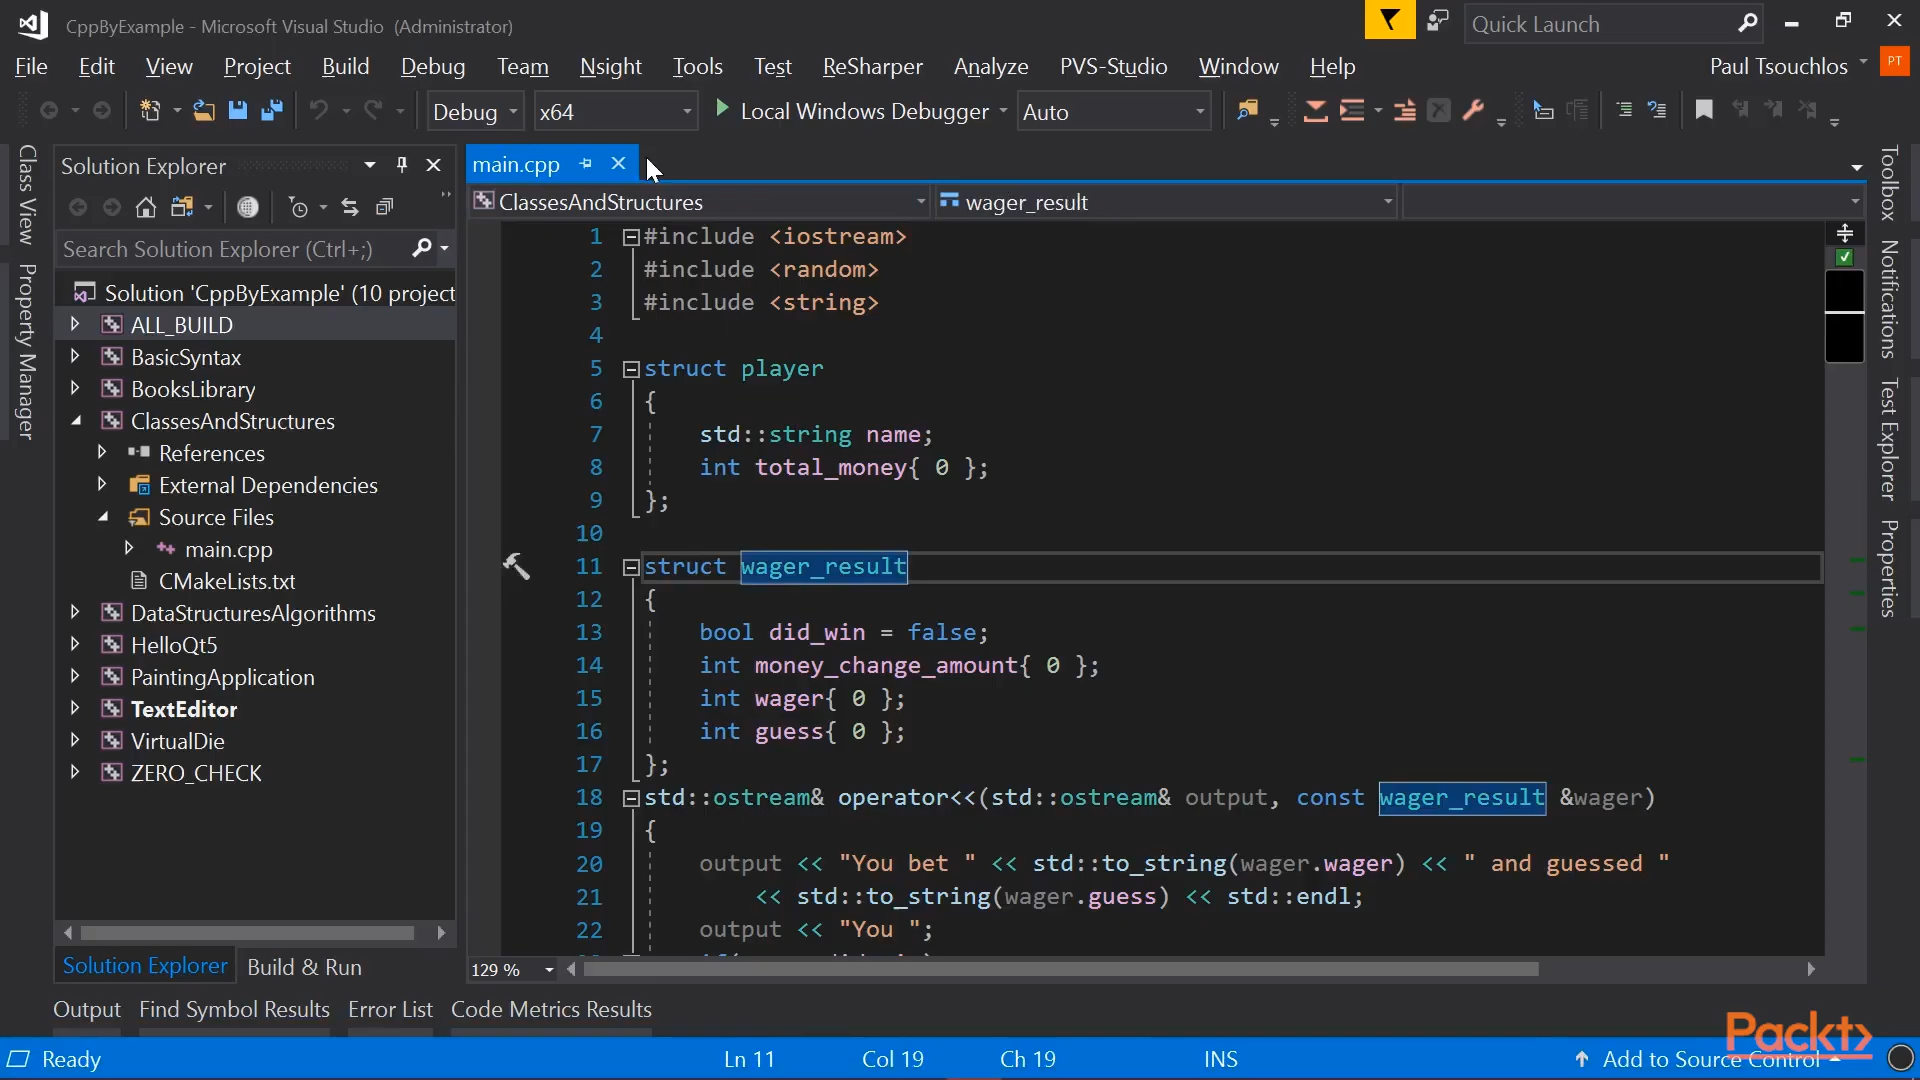 CppByExample - Microsoft Visual Studio (Administrator)
Quick Launch
File Edit View Project Build Debug Team Nsight Tools Test ReSharper Analyze PVS-Studio Window Help
Paul Tsouchlos PT
Debug x64 Local Windows Debugger Auto
Class View
Property Manager
Solution Explorer
Search Solution Explorer (Ctrl+;)
Solution 'CppByExample' (10 project
ALL_BUILD
BasicSyntax
BooksLibrary
ClassesAndStructures
References
External Dependencies
Source Files
main.cpp
CMakeLists.txt
DataStructuresAlgorithms
HelloQt5
PaintingApplication
TextEditor
VirtualDie
ZERO_CHECK
Solution Explorer Build & Run
main.cpp
ClassesAndStructures wager_result
1 #include <iostream>
2 #include <random>
3 #include <string>
4
5 struct player
6 {
7 std::string name;
8 int total_money{ 0 };
9 };
10
11 struct wager_result
12 {
13 bool did_win = false;
14 int money_change_amount{ 0 };
15 int wager{ 0 };
16 int guess{ 0 };
17 };
18 std::ostream& operator<<(std::ostream& output, const wager_result &wager)
19 {
20 output << "You bet " << std::to_string(wager.wager) << " and guessed "
21 << std::to_string(wager.guess) << std::endl;
22 output << "You ";
129 %
Toolbox
Notifications
Test Explorer
Properties
Output Find Symbol Results Error List Code Metrics Results
Packt>
Ready Ln 11 Col 19 Ch 19 INS Add to Source Control